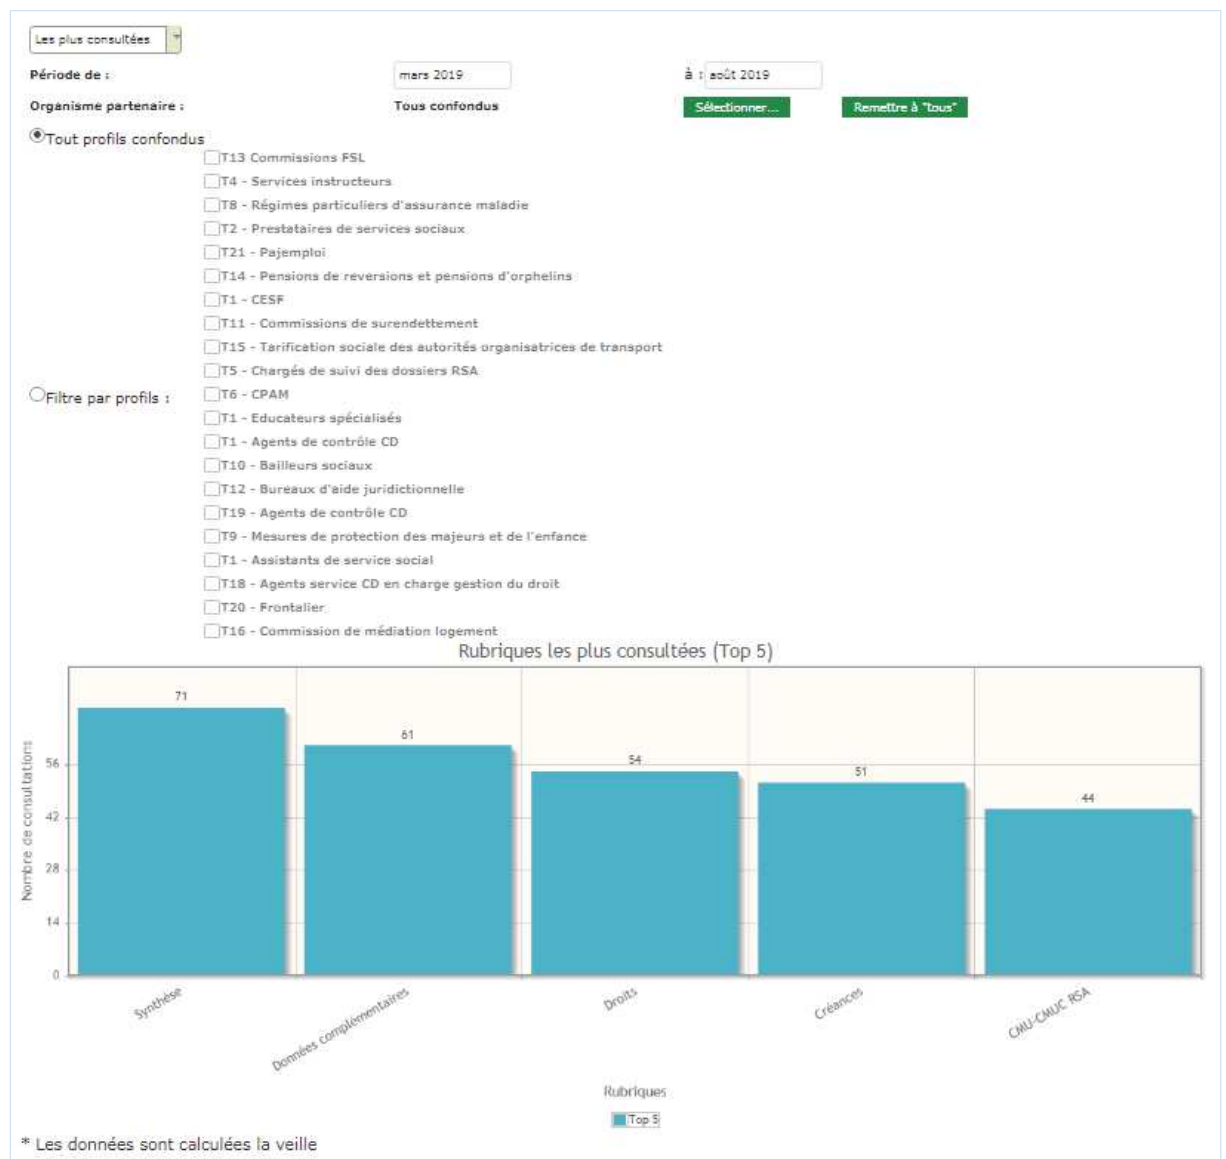 Les plus consultées
Période de : mars 2019 à : août 2019
Organisme partenaire : Tous confondus Sélectionner... Remettre à "tous"
Tout profils confondus
T13 Commissions FSL
T4 - Services instructeurs
T8 - Régimes particuliers d'assurance maladie
T2 - Prestataires de services sociaux
T21 - Pajemploi
T14 - Pensions de reversions et pensions d'orphelins
T1 - CESF
T11 - Commissions de surendettement
T15 - Tarification sociale des autorités organisatrices de transport
T5 - Chargés de suivi des dossiers RSA
Filtre par profils : T6 - CPAM
T1 - Educateurs spécialisés
T1 - Agents de contrôle CD
T10 - Bailleurs sociaux
T12 - Bureaux d'aide juridictionnelle
T19 - Agents de contrôle CD
T9 - Mesures de protection des majeurs et de l'enfance
T1 - Assistants de service social
T18 - Agents service CD en charge gestion du droit
T20 - Frontalier
T16 - Commission de médiation logement
Rubriques les plus consultées (Top 5)
71
61
54
51
44
Nombre de consultations
56
42
28
14
0
Synthèse
Données complémentaires
Droits
Créances
CMU-CMUC RSA
Rubriques
Top 5
* Les données sont calculées la veille